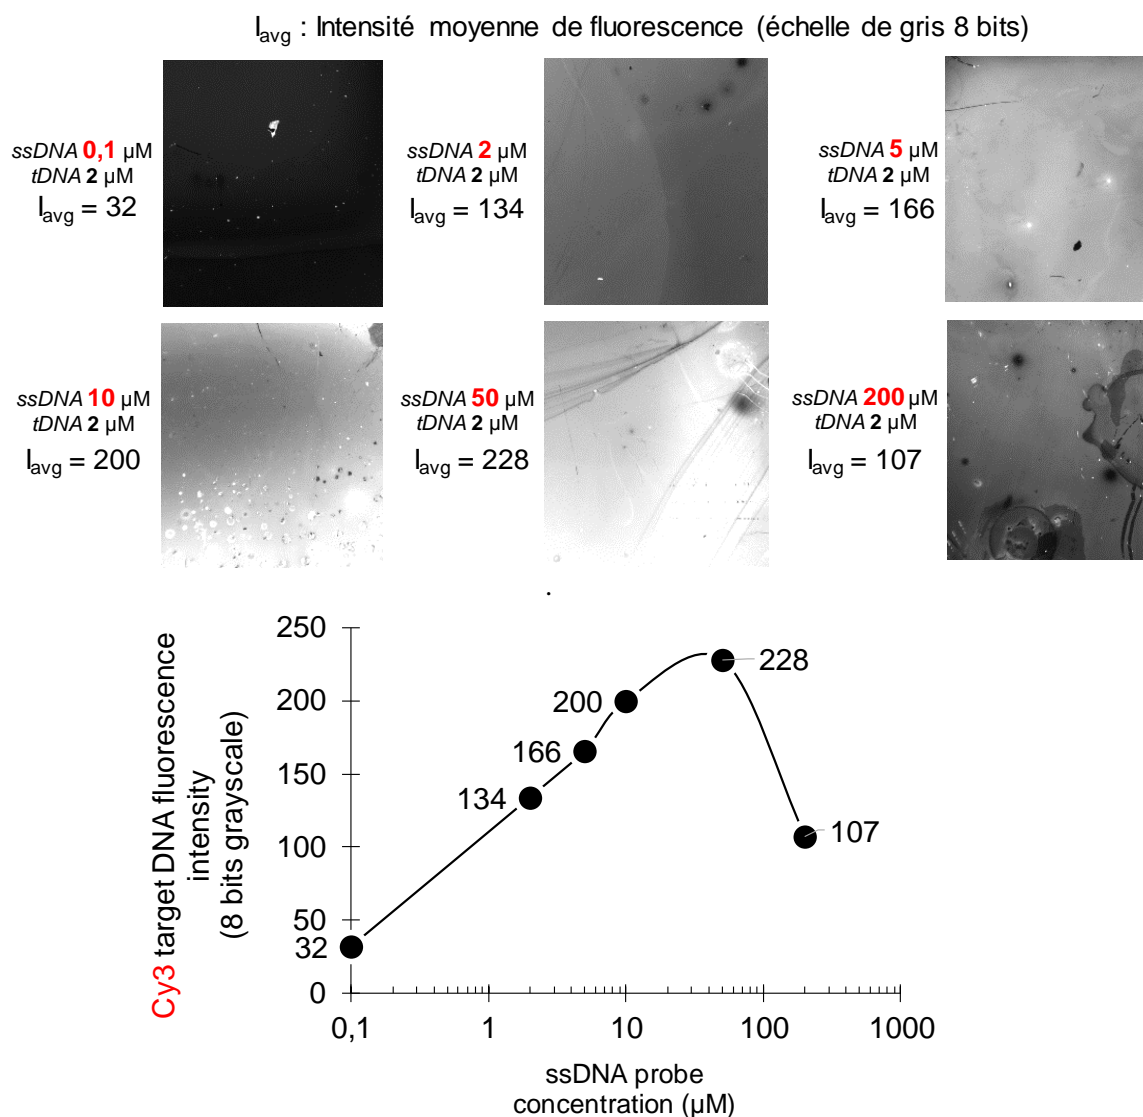 Iavg : Intensité moyenne de fluorescence (échelle de gris 8 bits)
ssDNA 0,1 µM
tDNA 2 µM
Iavg = 32
ssDNA 2 µM
tDNA 2 µM
Iavg = 134
ssDNA 5 µM
tDNA 2 µM
Iavg = 166
ssDNA 10 µM
tDNA 2 µM
Iavg = 200
ssDNA 50 µM
tDNA 2 µM
Iavg = 228
ssDNA 200 µM
tDNA 2 µM
Iavg = 107
.
Cy3 target DNA fluorescence
intensity
(8 bits grayscale)
250
200
150
100
50
0
32
134
166
200
228
107
0,1
1
10
100
1000
ssDNA probe
concentration (µM)